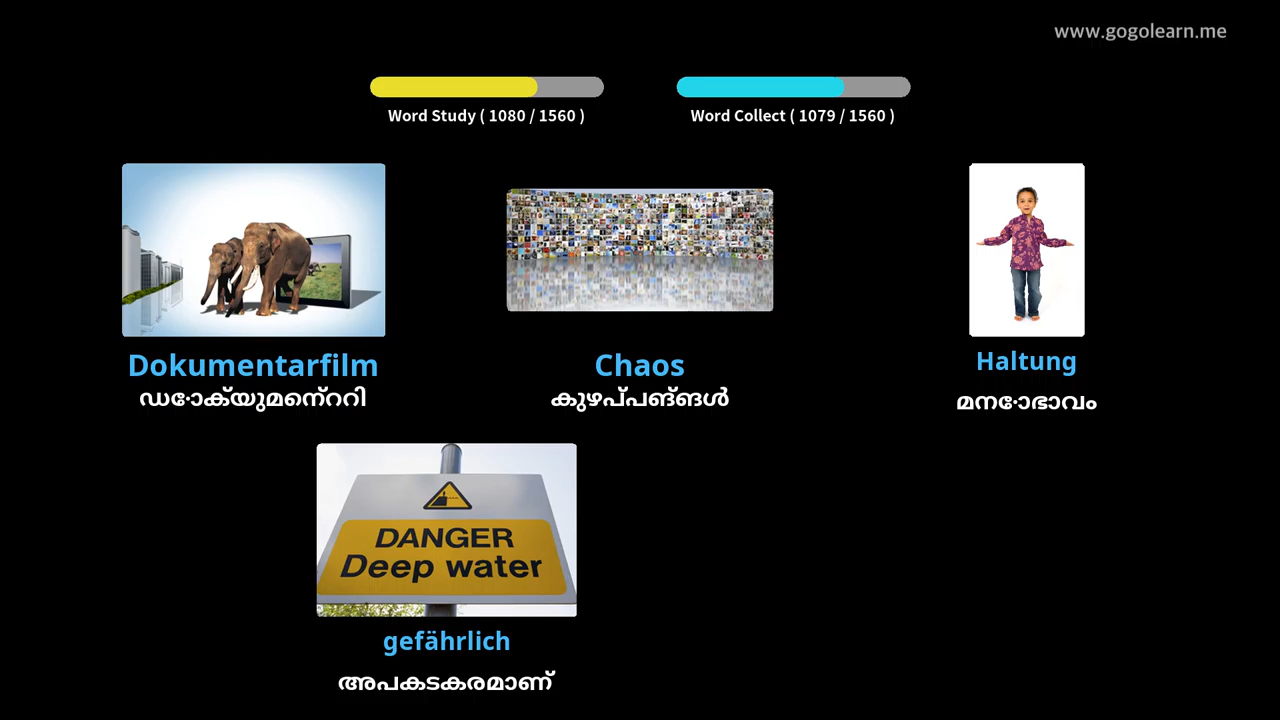 www.gogolearn.me
Word Study ( 1080 / 1560 )
Word Collect ( 1079 / 1560 )
Dokumentarfilm
ഡോക്യുമെന്ററി
Chaos
കുഴപ്പങ്ങൾ
Haltung
മനോഭാവം
DANGER
Deep water
gefährlich
അപകടകരമാണ്